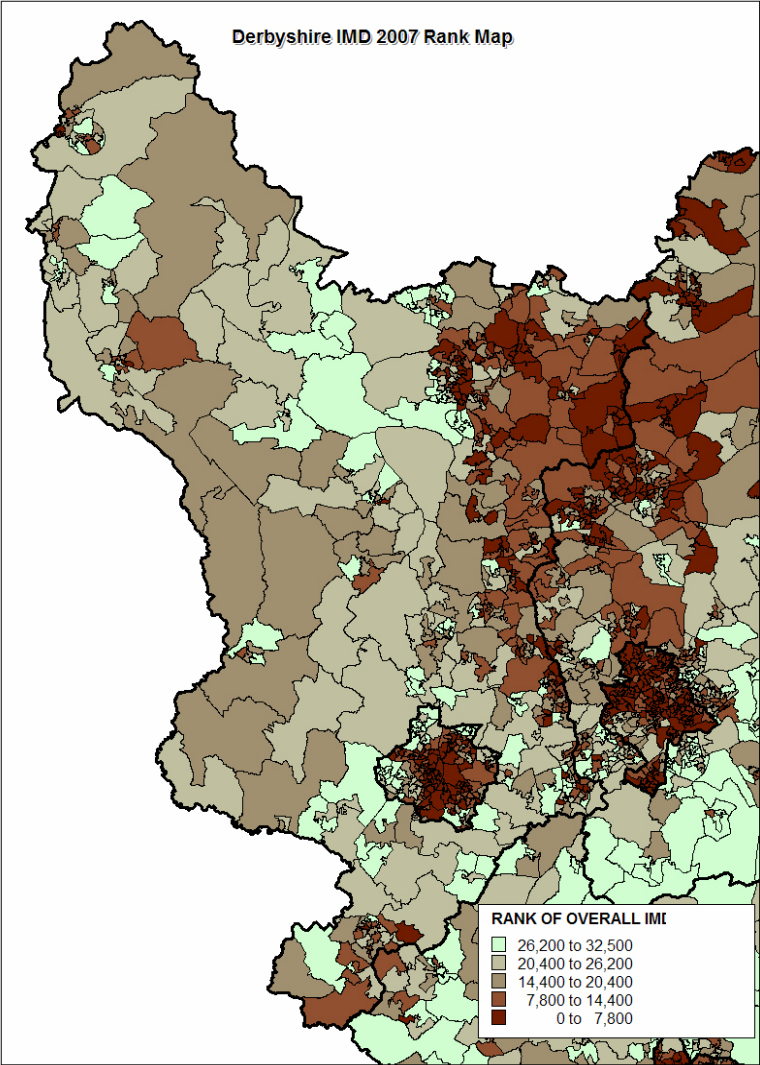 Derbyshire IMD 2007 Rank Map
RANK OF OVERALL IMD
26,200 to 32,500
20,400 to 26,200
14,400 to 20,400
7,800 to 14,400
0 to 7,800